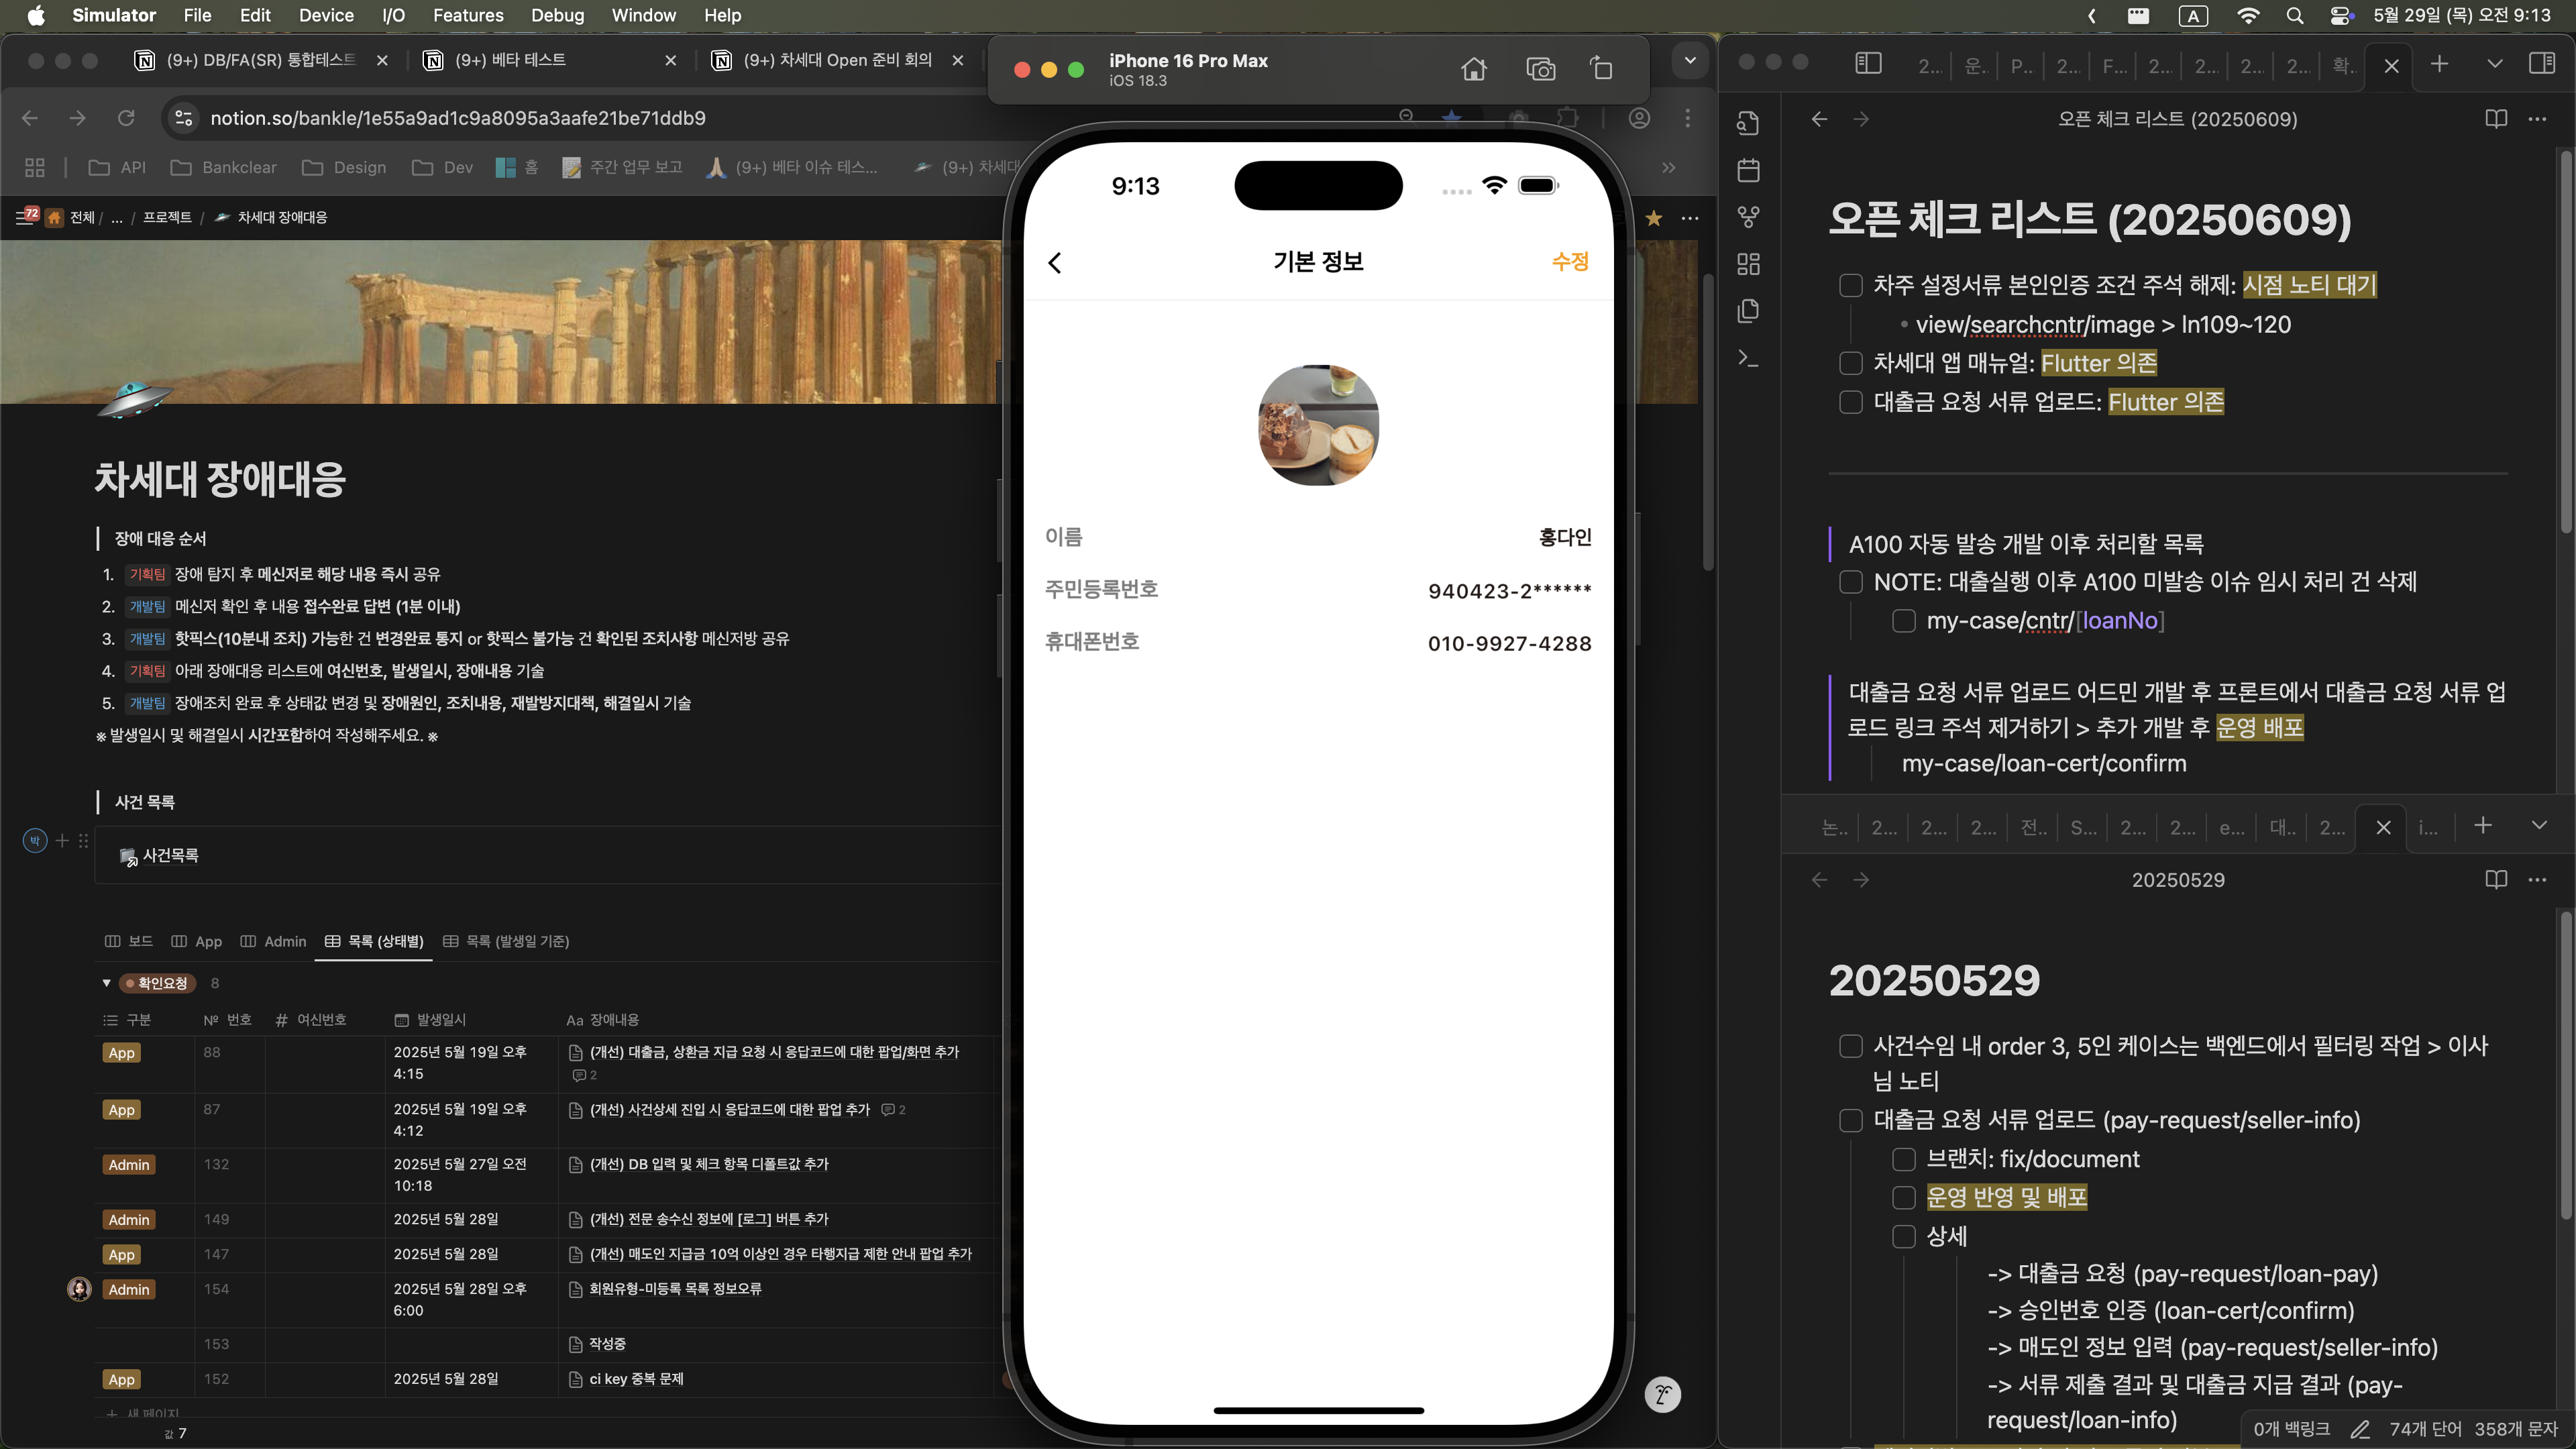 Simulator File Edit Device I/O Features Debug Window Help
A 5월 29일 (목) 오전 9:13
(9+) DB/FA(SR) 통합테스트
(9+) 베타 테스트
(9+) 차세대 Open 준비 회의
notion.so/bankle/1e55a9ad1c9a8095a3aafe21be71ddb9
API Bankclear Design Dev 홈 주간 업무 보고 (9+) 베타 이슈 테스... (9+) 차세대
72 전체 / ... / 프로젝트 / 차세대 장애대응
차세대 장애대응
장애 대응 순서
1. 기획팀 장애 탐지 후 메신저로 해당 내용 즉시 공유
2. 개발팀 메신저 확인 후 내용 접수완료 답변 (1분 이내)
3. 개발팀 핫픽스(10분내 조치) 가능한 건 변경완료 통지 or 핫픽스 불가능 건 확인된 조치사항 메신저방 공유
4. 기획팀 아래 장애대응 리스트에 여신번호, 발생일시, 장애내용 기술
5. 개발팀 장애조치 완료 후 상태값 변경 및 장애원인, 조치내용, 재발방지대책, 해결일시 기술
※ 발생일시 및 해결일시 시간포함하여 작성해주세요. ※
사건 목록
박
사건목록
보드 App Admin 목록 (상태별) 목록 (발생일 기준)
확인요청 8
구분 № 번호 # 여신번호 발생일시 Aa 장애내용
App 88 2025년 5월 19일 오후 4:15 (개선) 대출금, 상환금 지급 요청 시 응답코드에 대한 팝업/화면 추가 2
App 87 2025년 5월 19일 오후 4:12 (개선) 사건상세 진입 시 응답코드에 대한 팝업 추가 2
Admin 132 2025년 5월 27일 오전 10:18 (개선) DB 입력 및 체크 항목 디폴트값 추가
Admin 149 2025년 5월 28일 (개선) 전문 송수신 정보에 [로그] 버튼 추가
App 147 2025년 5월 28일 (개선) 매도인 지급금 10억 이상인 경우 타행지급 제한 안내 팝업 추가
Admin 154 2025년 5월 28일 오후 6:00 회원유형-미등록 목록 정보오류
153 작성중
App 152 2025년 5월 28일 ci key 중복 문제
+ 새 페이지
값 7
iPhone 16 Pro Max
iOS 18.3
9:13
기본 정보
수정
이름 홍다인
주민등록번호 940423-2******
휴대폰번호 010-9927-4288
2... 운.. P... 2... F... 2... 2... 2... 2... 확..
오픈 체크 리스트 (20250609)
오픈 체크 리스트 (20250609)
차주 설정서류 본인인증 조건 주석 해제: 시점 노티 대기
• view/searchcntr/image > ln109~120
차세대 앱 매뉴얼: Flutter 의존
대출금 요청 서류 업로드: Flutter 의존
A100 자동 발송 개발 이후 처리할 목록
NOTE: 대출실행 이후 A100 미발송 이슈 임시 처리 건 삭제
my-case/cntr/[loanNo]
대출금 요청 서류 업로드 어드민 개발 후 프론트에서 대출금 요청 서류 업
로드 링크 주석 제거하기 > 추가 개발 후 운영 배포
my-case/loan-cert/confirm
논.. 2... 2... 2... 전.. S... 2... 2... e... 대.. 2... i...
20250529
20250529
사건수임 내 order 3, 5인 케이스는 백엔드에서 필터링 작업 > 이사
님 노티
대출금 요청 서류 업로드 (pay-request/seller-info)
브랜치: fix/document
운영 반영 및 배포
상세
-> 대출금 요청 (pay-request/loan-pay)
-> 승인번호 인증 (loan-cert/confirm)
-> 매도인 정보 입력 (pay-request/seller-info)
-> 서류 제출 결과 및 대출금 지급 결과 (pay-
request/loan-info)
0개 백링크 74개 단어 358개 문자